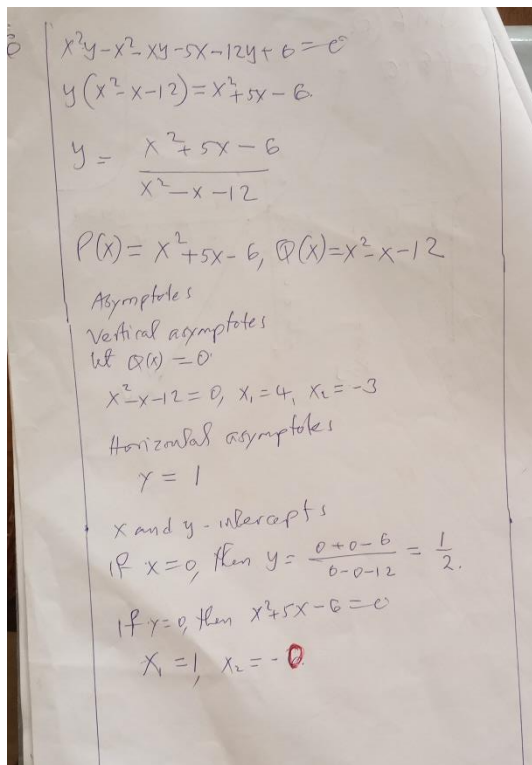 x²y-x²-xy-5x-12y+6=0
y(x²-x-12)=x²+5x-6.
y = x²+5x-6 / x²-x-12
P(x)= x²+5x-6, Q(x)=x²-x-12
Asymptotes
Vertical asymptotes
let Q(x) =0
x²-x-12=0, x₁=4, x₂=-3
Horizontal asymptotes
y = 1
x and y-intercepts
If x=0, then y= 0+0-6 / 0-0-12 = 1/2.
If y=0, then x²+5x-6=0
x₁=1, x₂=-